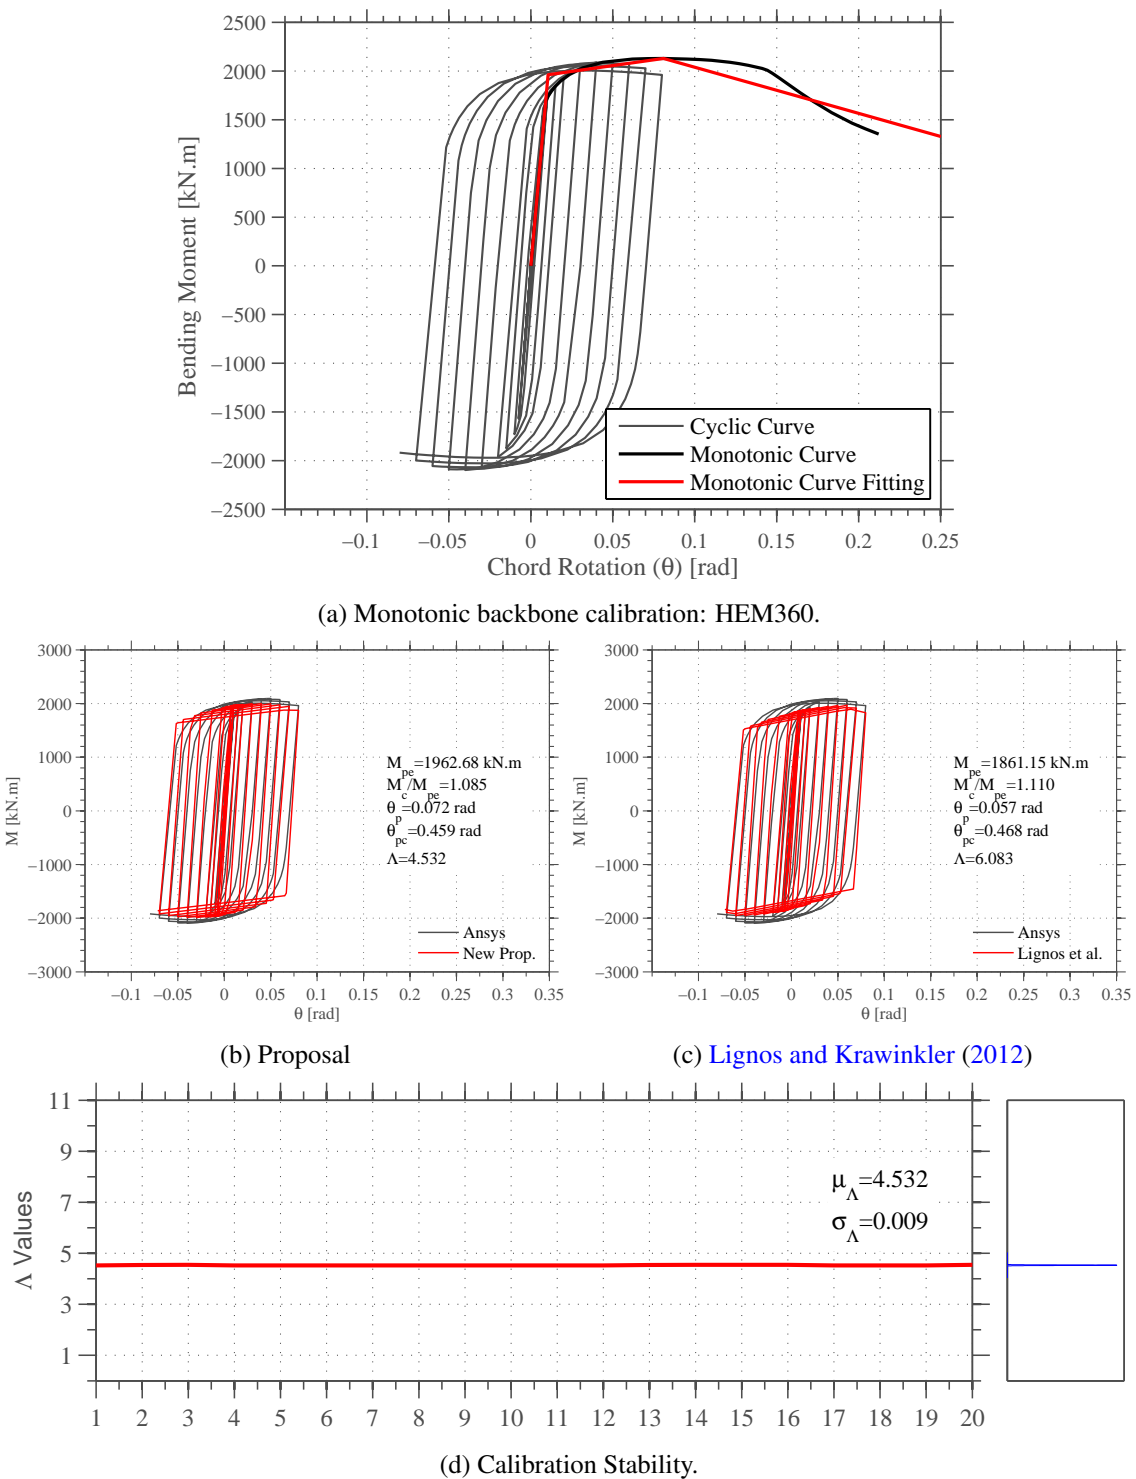 2500
2000
1500
1000
500
0
−500
−1000
−1500
−2000
−2500
Bending Moment [kN.m]
Cyclic Curve
Monotonic Curve
Monotonic Curve Fitting
−0.1 −0.05 0 0.05 0.1 0.15 0.2 0.25
Chord Rotation (θ) [rad]
(a) Monotonic backbone calibration: HEM360.
3000
2000
1000
0
−1000
−2000
−3000
M [kN.m]
M_pe=1962.68 kN.m
M_c/M_pe=1.085
θ_p=0.072 rad
θ_pc=0.459 rad
Λ=4.532
Ansys
New Prop.
−0.1 −0.05 0 0.05 0.1 0.15 0.2 0.25 0.3 0.35
θ [rad]
(b) Proposal
3000
2000
1000
0
−1000
−2000
−3000
M [kN.m]
M_pe=1861.15 kN.m
M_c/M_pe=1.110
θ_p=0.057 rad
θ_pc=0.468 rad
Λ=6.083
Ansys
Lignos et al.
−0.1 −0.05 0 0.05 0.1 0.15 0.2 0.25 0.3 0.35
θ [rad]
(c) Lignos and Krawinkler (2012)
11
9
7
5
3
1
Λ Values
μ_Λ=4.532
σ_Λ=0.009
1 2 3 4 5 6 7 8 9 10 11 12 13 14 15 16 17 18 19 20
(d) Calibration Stability.